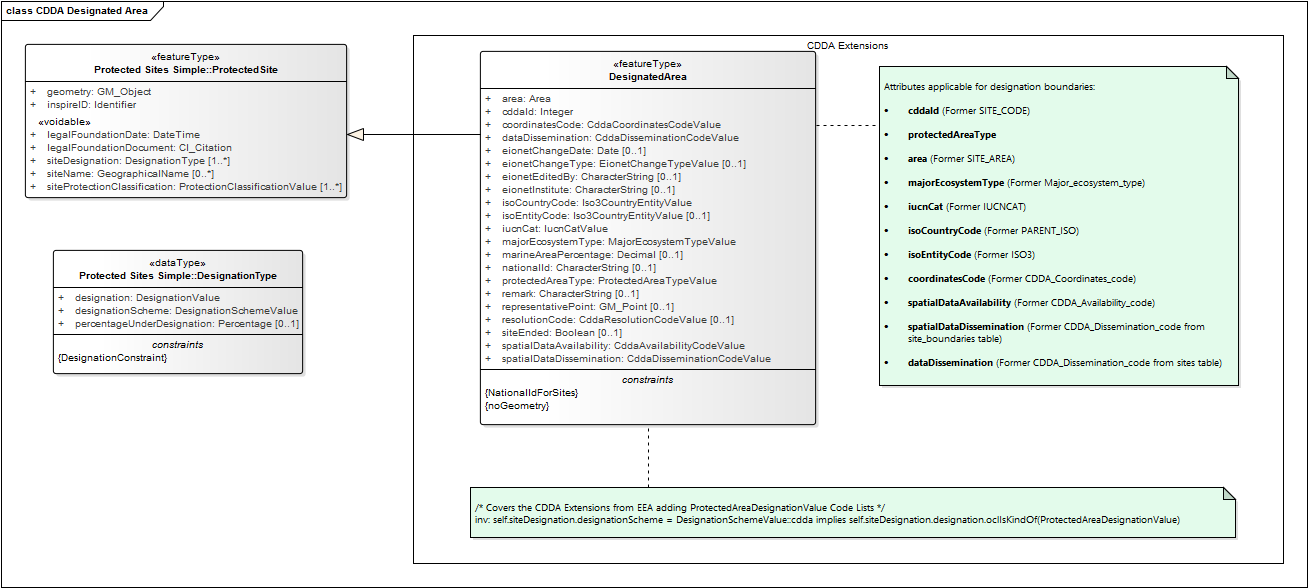 class CDDA Designated Area
«featureType»
Protected Sites Simple::ProtectedSite
+ geometry: GM_Object
+ inspireID: Identifier
«voidable»
+ legalFoundationDate: DateTime
+ legalFoundationDocument: CI_Citation
+ siteDesignation: DesignationType [1..*]
+ siteName: GeographicalName [0..*]
+ siteProtectionClassification: ProtectionClassificationValue [1..*]
«dataType»
Protected Sites Simple::DesignationType
+ designation: DesignationValue
+ designationScheme: DesignationSchemeValue
+ percentageUnderDesignation: Percentage [0..1]
constraints
{DesignationConstraint}
CDDA Extensions
«featureType»
DesignatedArea
+ area: Area
+ cddaId: Integer
+ coordinatesCode: CddaCoordinatesCodeValue
+ dataDissemination: CddaDisseminationCodeValue
+ eionetChangeDate: Date [0..1]
+ eionetChangeType: EionetChangeTypeValue [0..1]
+ eionetEditedBy: CharacterString [0..1]
+ eionetInstitute: CharacterString [0..1]
+ isoCountryCode: Iso3CountryEntityValue
+ isoEntityCode: Iso3CountryEntityValue [0..1]
+ iucnCat: IucnCatValue
+ majorEcosystemType: MajorEcosystemTypeValue
+ marineAreaPercentage: Decimal [0..1]
+ nationalId: CharacterString [0..1]
+ protectedAreaType: ProtectedAreaTypeValue
+ remark: CharacterString [0..1]
+ representativePoint: GM_Point [0..1]
+ resolutionCode: CddaResolutionCodeValue [0..1]
+ siteEnded: Boolean [0..1]
+ spatialDataAvailability: CddaAvailabilityCodeValue
+ spatialDataDissemination: CddaDisseminationCodeValue
constraints
{NationalIdForSites}
{noGeometry}
Attributes applicable for designation boundaries:
• cddaId (Former SITE_CODE)
• protectedAreaType
• area (Former SITE_AREA)
• majorEcosystemType (Former Major_ecosystem_type)
• iucnCat (Former IUCNCAT)
• isoCountryCode (Former PARENT_ISO)
• isoEntityCode (Former ISO3)
• coordinatesCode (Former CDDA_Coordinates_code)
• spatialDataAvailability (Former CDDA_Availability_code)
• spatialDataDissemination (Former CDDA_Dissemination_code from
site_boundaries table)
• dataDissemination (Former CDDA_Dissemination_code from sites table)
/* Covers the CDDA Extensions from EEA adding ProtectedAreaDesignationValue Code Lists */
inv: self.siteDesignation.designationScheme = DesignationSchemeValue::cdda implies self.siteDesignation.designation.oclIsKindOf(ProtectedAreaDesignationValue)